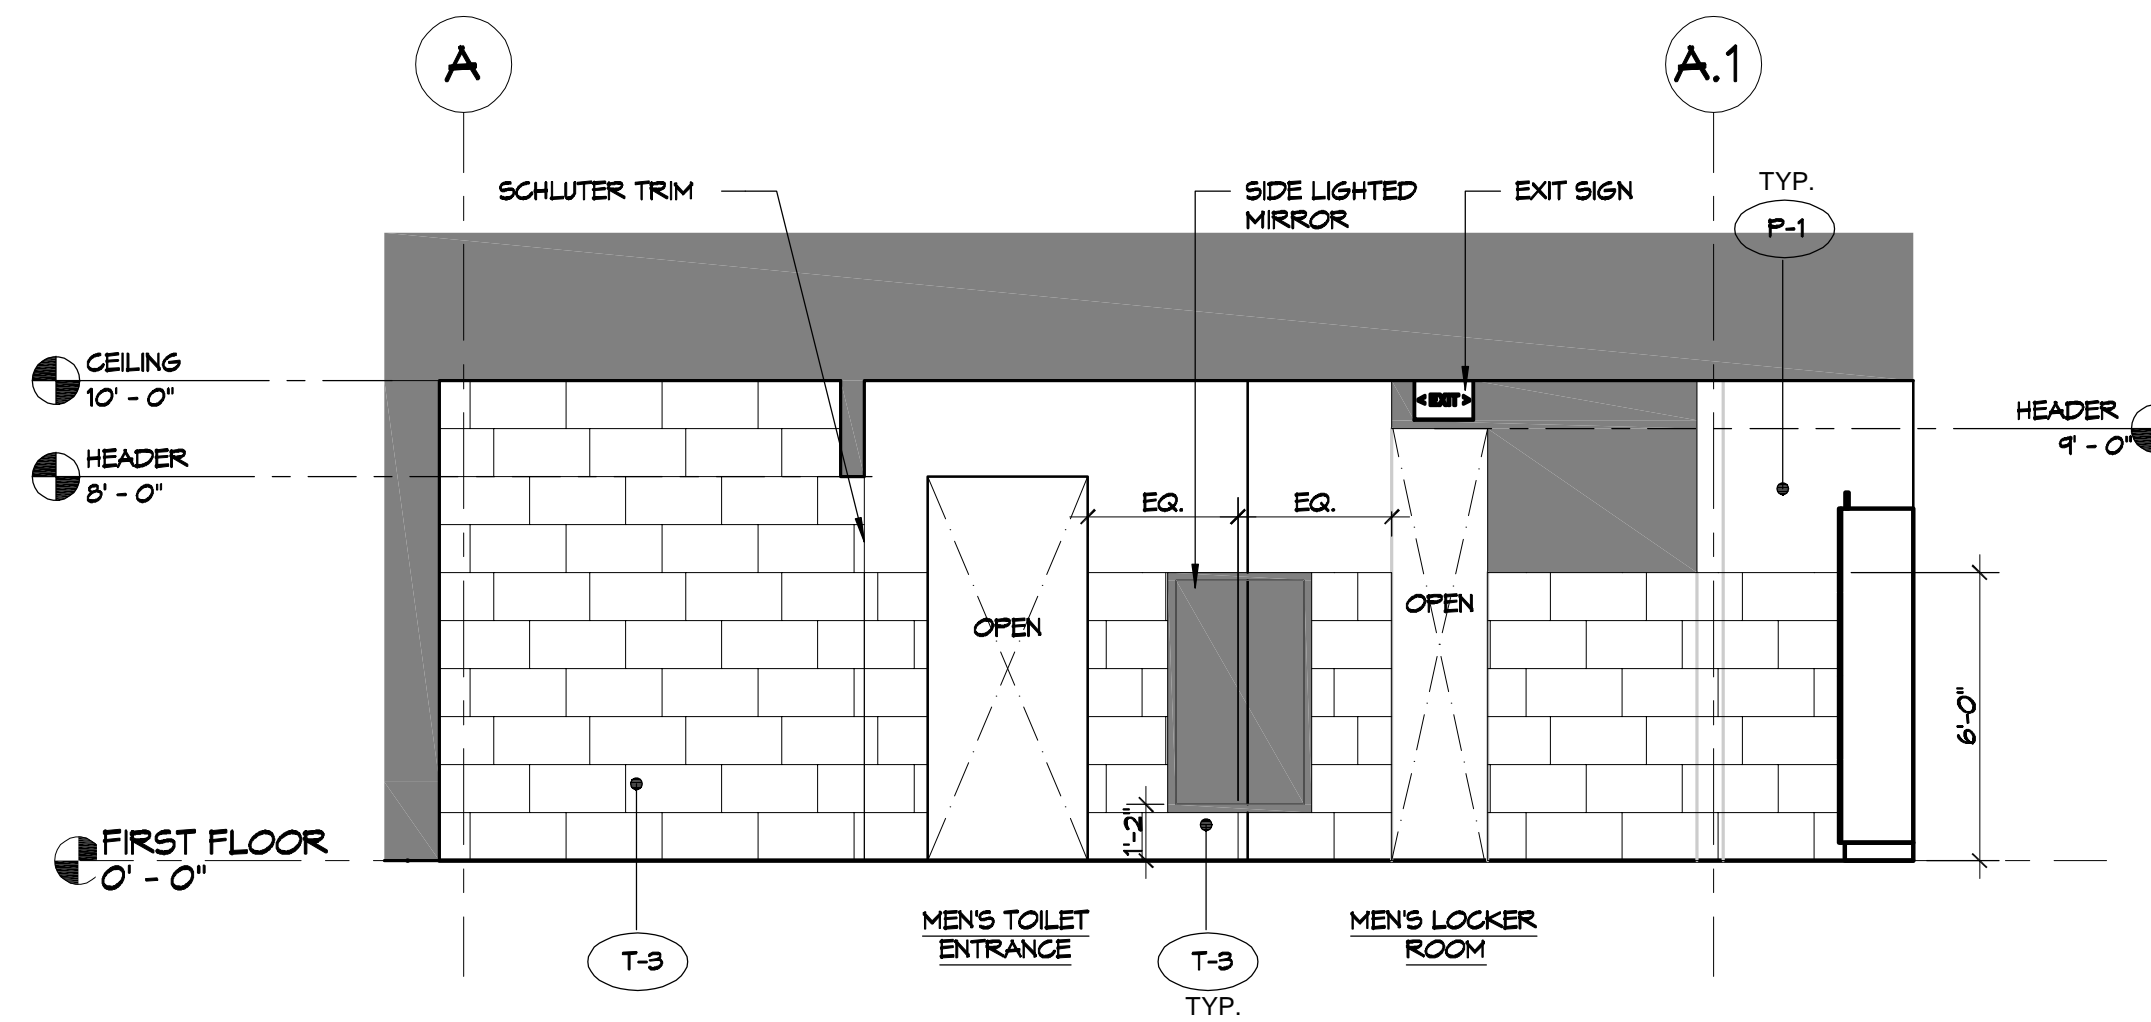 A
A.1
SCHLUTER TRIM
SIDE LIGHTED
MIRROR
EXIT SIGN
TYP.
P-1
CEILING
10' - 0"
HEADER
8' - 0"
HEADER
9' - 0"
< EXIT >
EQ.
EQ.
OPEN
OPEN
6'-0"
1'-2"
FIRST FLOOR
0' - 0"
MEN'S TOILET
ENTRANCE
MEN'S LOCKER
ROOM
T-3
T-3
TYP.